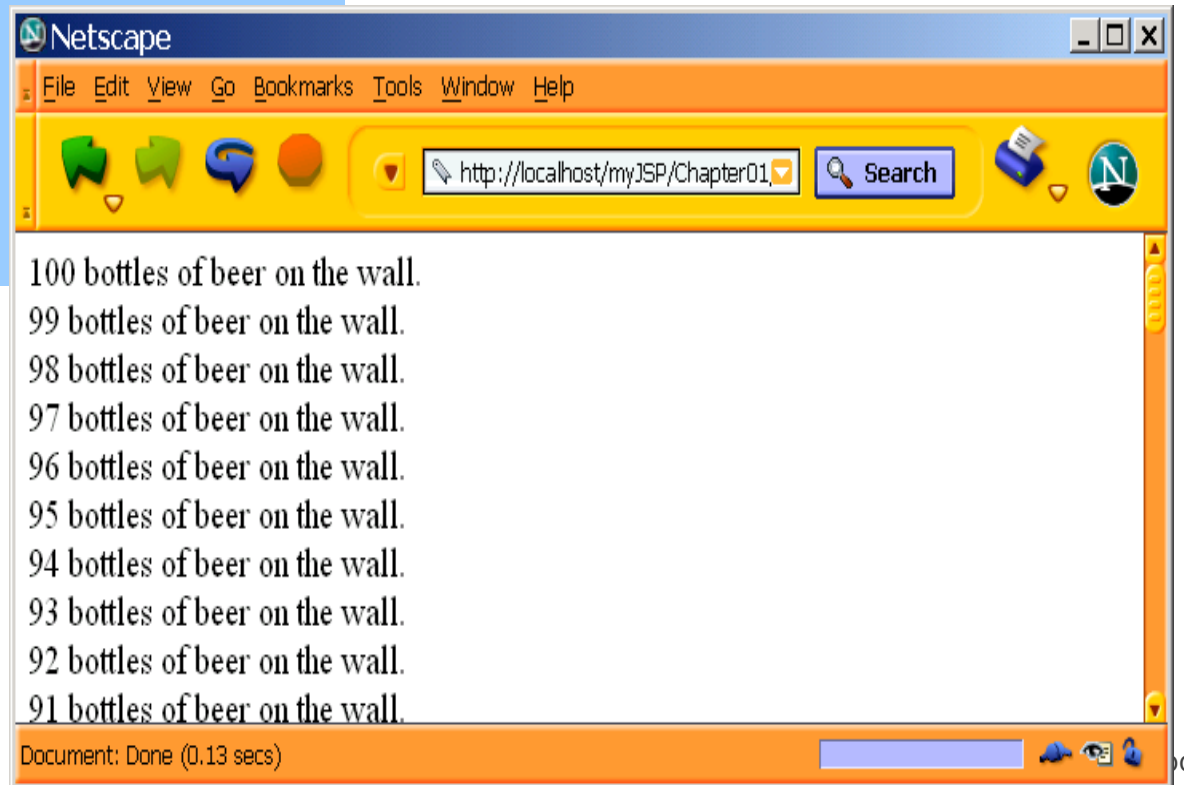 Netscape
File Edit View Go Bookmarks Tools Window Help
http://localhost/myJSP/Chapter01 Search N
100 bottles of beer on the wall.
99 bottles of beer on the wall.
98 bottles of beer on the wall.
97 bottles of beer on the wall.
96 bottles of beer on the wall.
95 bottles of beer on the wall.
94 bottles of beer on the wall.
93 bottles of beer on the wall.
92 bottles of beer on the wall.
91 bottles of beer on the wall.
Document: Done (0.13 secs)